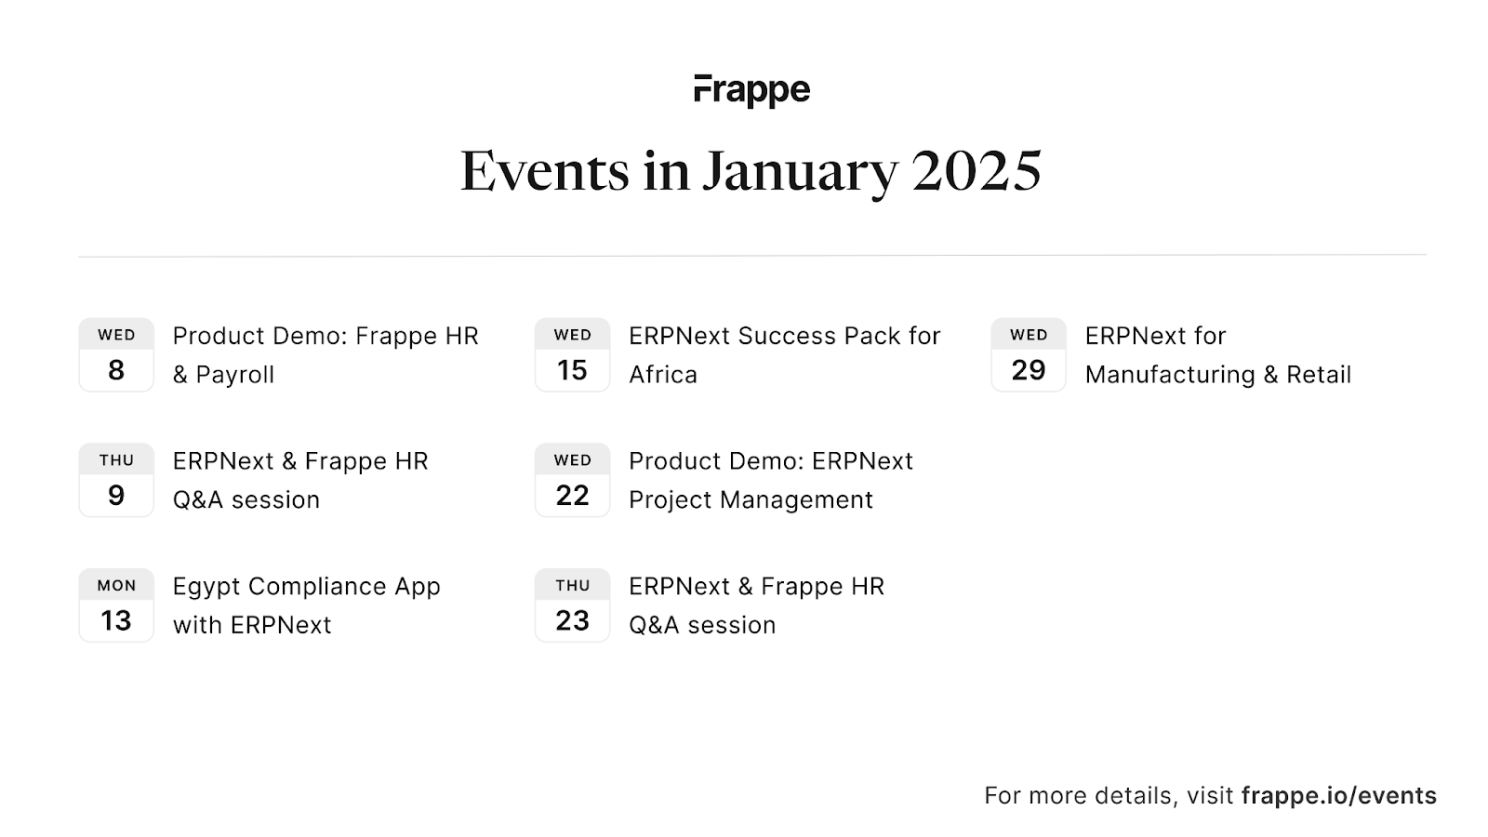 Frappe
Events in January 2025
WED
8
Product Demo: Frappe HR
& Payroll
THU
9
ERPNext & Frappe HR
Q&A session
MON
13
Egypt Compliance App
with ERPNext
WED
15
ERPNext Success Pack for
Africa
WED
22
Product Demo: ERPNext
Project Management
THU
23
ERPNext & Frappe HR
Q&A session
WED
29
ERPNext for
Manufacturing & Retail
For more details, visit frappe.io/events